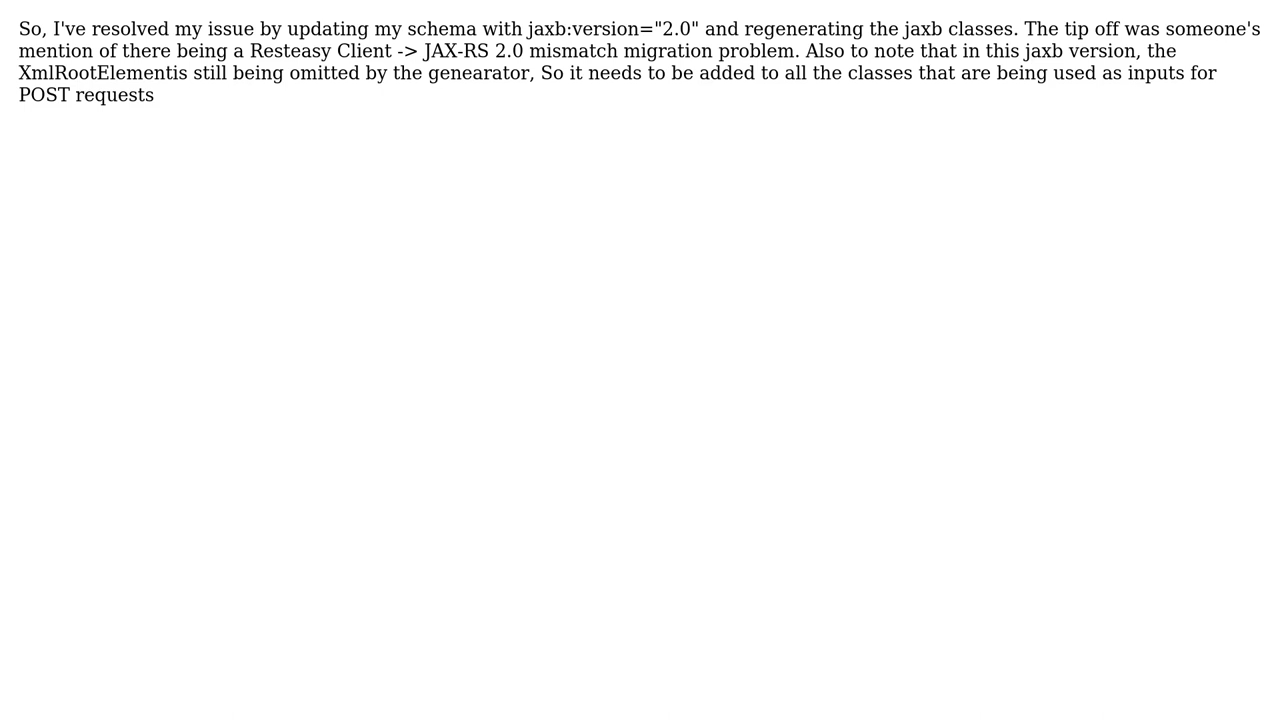 So, I've resolved my issue by updating my schema with jaxb:version="2.0" and regenerating the jaxb classes. The tip off was someone's
mention of there being a Resteasy Client -> JAX-RS 2.0 mismatch migration problem. Also to note that in this jaxb version, the
XmlRootElementis still being omitted by the genearator, So it needs to be added to all the classes that are being used as inputs for
POST requests